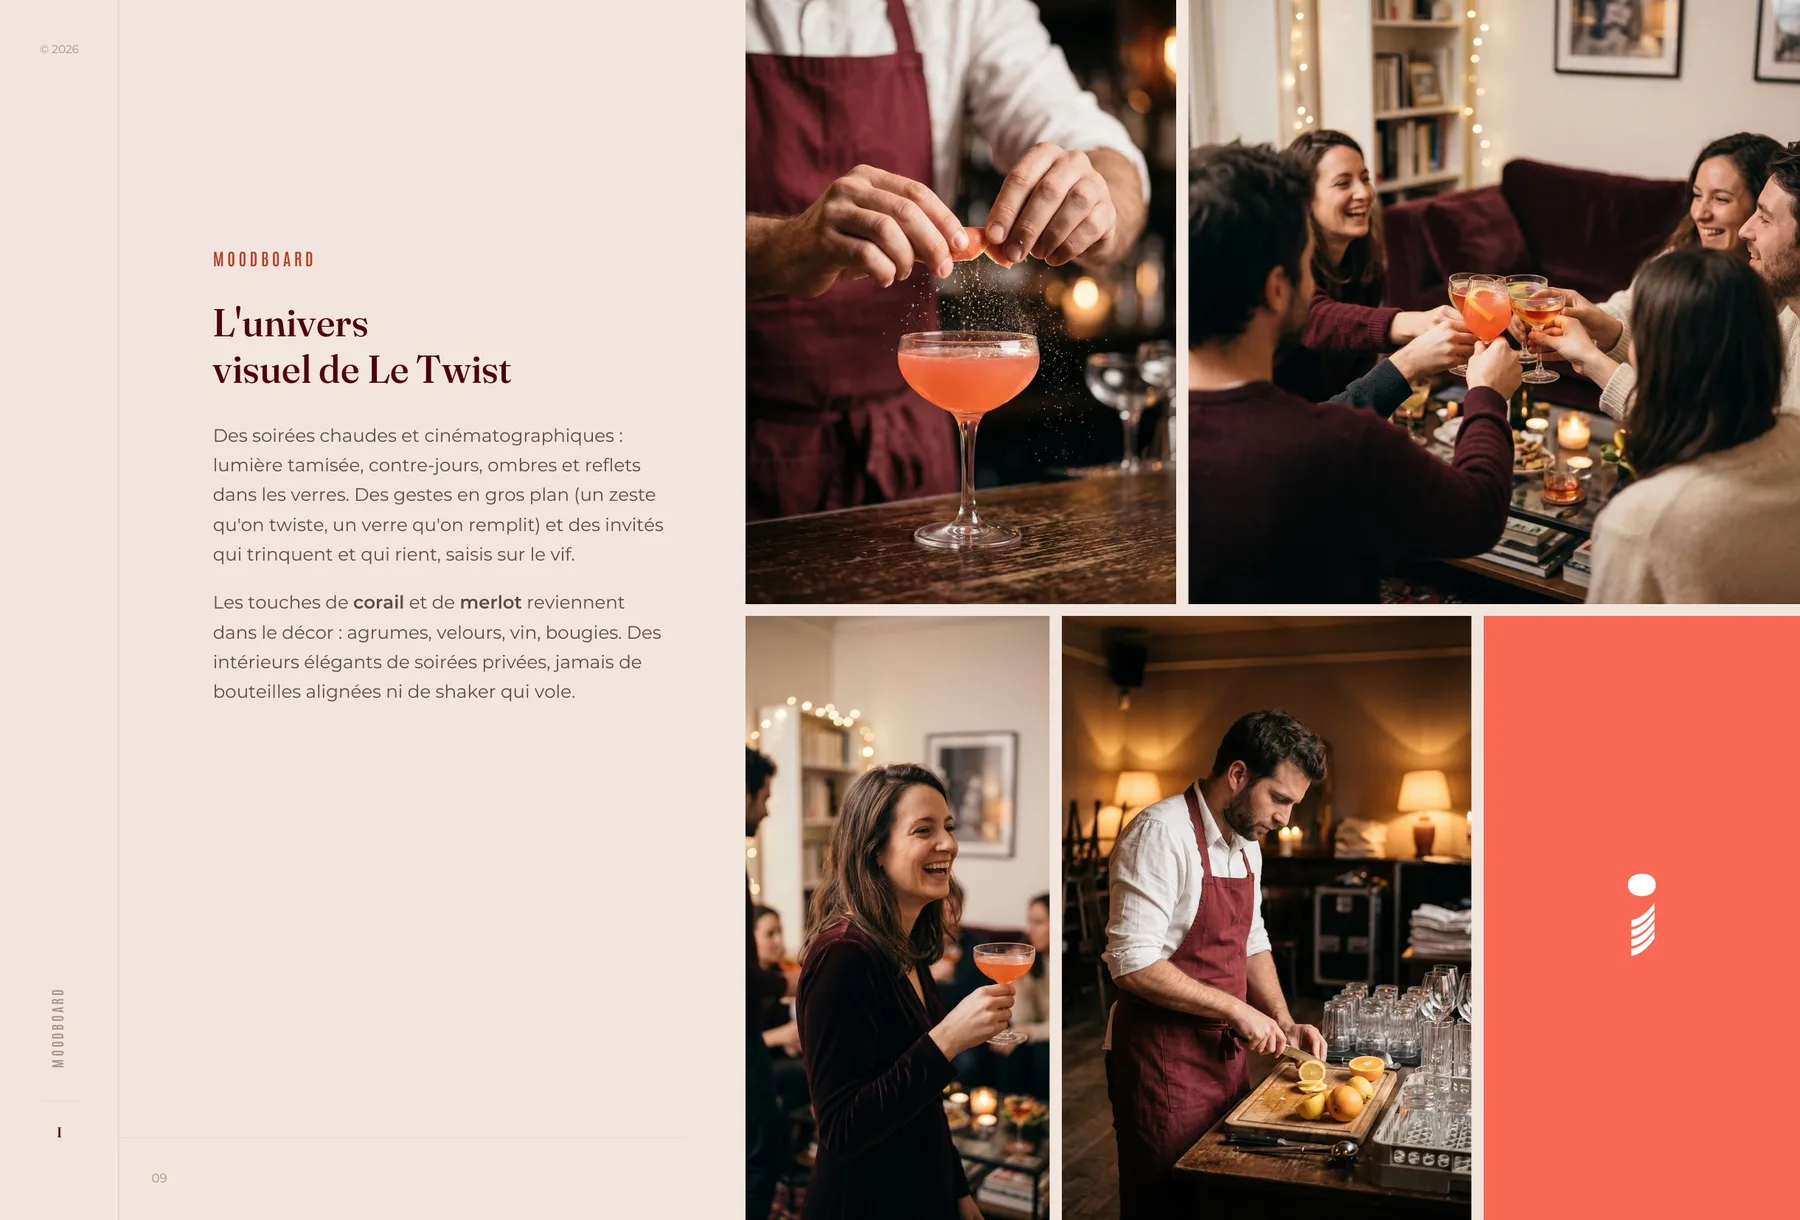 © 2026
MOODBOARD
L'univers
visuel de Le Twist
Des soirées chaudes et cinématographiques :
lumière tamisée, contre-jours, ombres et reflets
dans les verres. Des gestes en gros plan (un zeste
qu'on twiste, un verre qu'on remplit) et des invités
qui trinquent et qui rient, saisis sur le vif.
Les touches de corail et de merlot reviennent
dans le décor : agrumes, velours, vin, bougies. Des
intérieurs élégants de soirées privées, jamais de
bouteilles alignées ni de shaker qui vole.
MOODBOARD
I
09